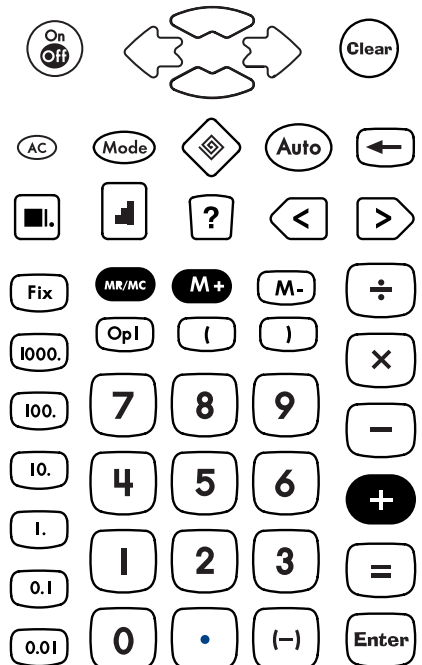 On
Off
Clear
AC
Mode
Auto
←
?
<
>
Fix
MR/MC
M+
M-
÷
1000.
Op1
(
)
×
100.
7
8
9
−
10.
4
5
6
+
1.
1
2
3
=
0.1
0.01
0
.
(−)
Enter